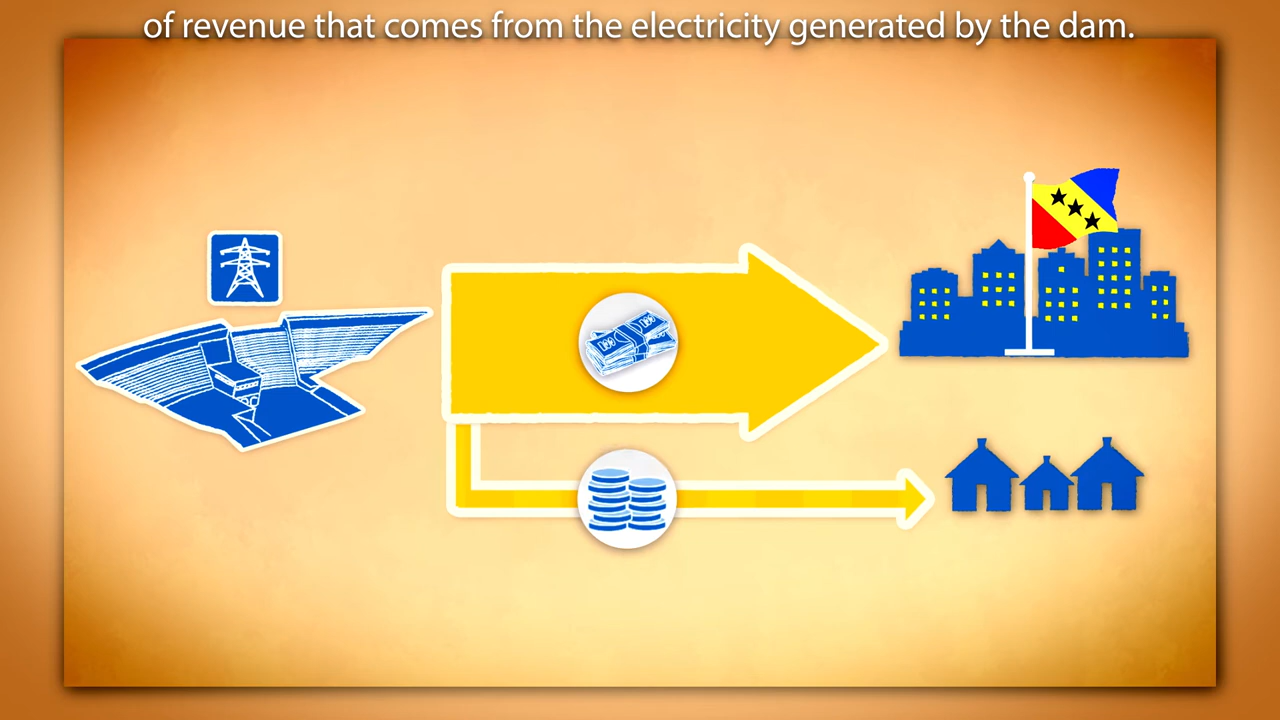 of revenue that comes from the electricity generated by the dam.